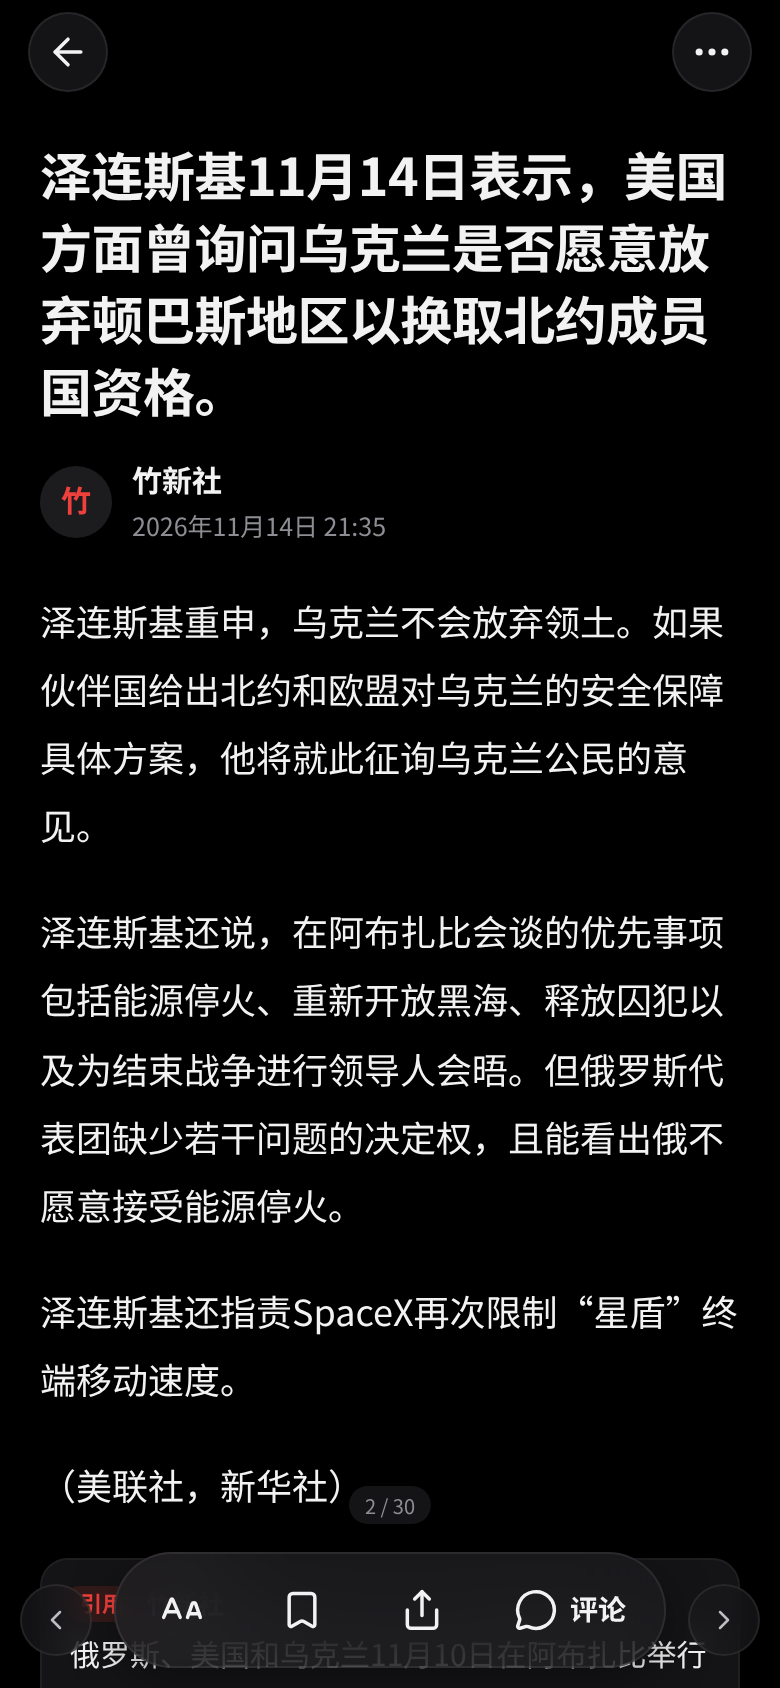 泽连斯基11月14日表示，美国
方面曾询问乌克兰是否愿意放
弃顿巴斯地区以换取北约成员
国资格。
竹
竹新社
2026年11月14日 21:35
泽连斯基重申，乌克兰不会放弃领土。如果
伙伴国给出北约和欧盟对乌克兰的安全保障
具体方案，他将就此征询乌克兰公民的意
见。
泽连斯基还说，在阿布扎比会谈的优先事项
包括能源停火、重新开放黑海、释放囚犯以
及为结束战争进行领导人会晤。但俄罗斯代
表团缺少若干问题的决定权，且能看出俄不
愿意接受能源停火。
泽连斯基还指责SpaceX再次限制“星盾”终
端移动速度。
（美联社，新华社）
2 / 30
引用
AA
评论
俄罗斯、美国和乌克兰11月10日在阿布扎比举行